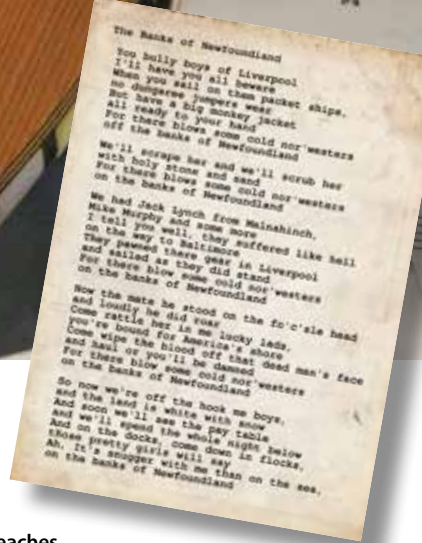 The Banks of Newfoundland
You bully boys of Liverpool
I'll have you all beware
When you sail on them packet ships,
no dungaree jumpers wear
But have a big monkey jacket
all ready to your hand
For there blows some cold nor'westers
off the banks of Newfoundland
We'll scrape her and we'll scrub her
with holy stone and sand
For there blows some cold nor'westers
on the banks of Newfoundland
We had Jack Lynch from Mainahinch,
Mike Murphy and some more
I tell you well, they suffered like hell
on the way to Baltimore
They pawned there gear in Liverpool
and sailed as they did stand
For there blow some cold nor'westers
on the banks of Newfoundland
Now the mate he stood on the fo'c'sle head
and loudly he did roar
Come rattle her in me lucky lads,
you're bound for America's shore
Come wipe the blood off that dead man's face
and haul or you'll be damned
For there blow some cold nor'westers
on the banks of Newfoundland
So now we're off the hook me boys,
and the land is white with snow
And soon we'll see the pay table
and we'll spend the whole night below
And on the docks, come down in flocks,
those pretty girls will say
Ah, It's snugger with me than on the sea,
on the banks of Newfoundland